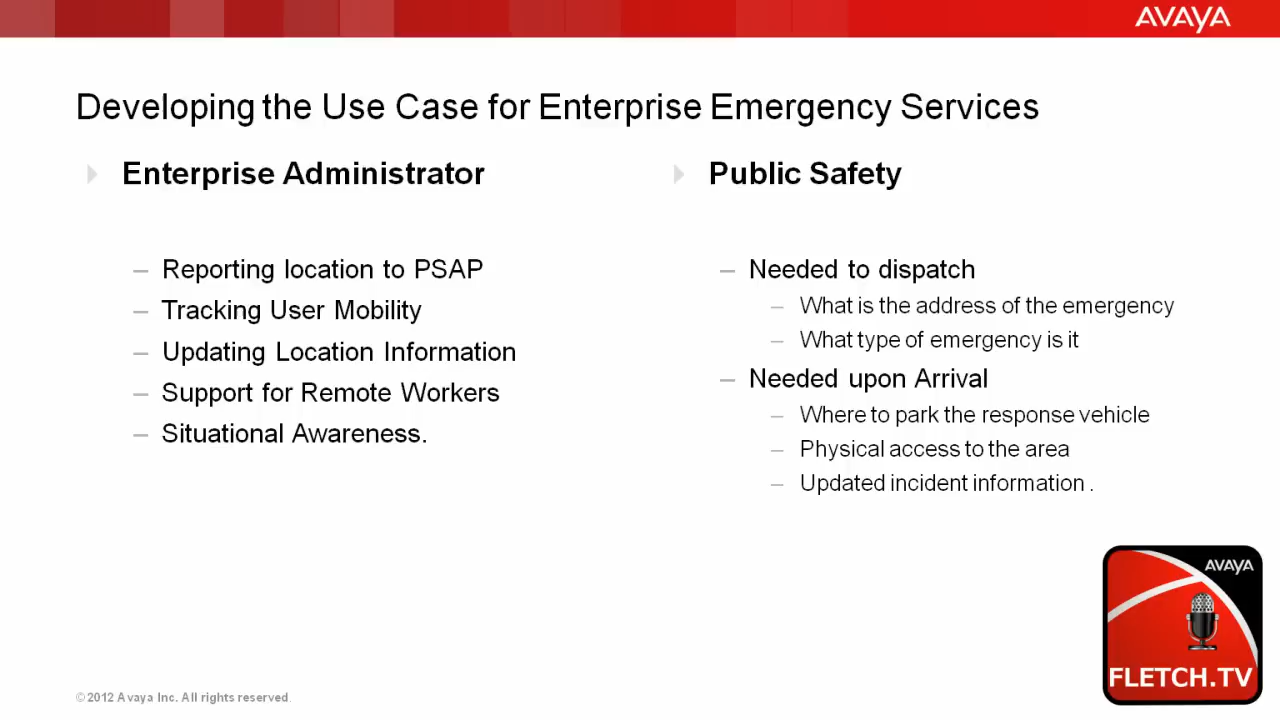 AVAYA
Developing the Use Case for Enterprise Emergency Services
Enterprise Administrator
– Reporting location to PSAP
– Tracking User Mobility
– Updating Location Information
– Support for Remote Workers
– Situational Awareness.
Public Safety
– Needed to dispatch
– What is the address of the emergency
– What type of emergency is it
– Needed upon Arrival
– Where to park the response vehicle
– Physical access to the area
– Updated incident information .
AVAYA
FLETCH.TV
© 2012 Avaya Inc. All rights reserved.